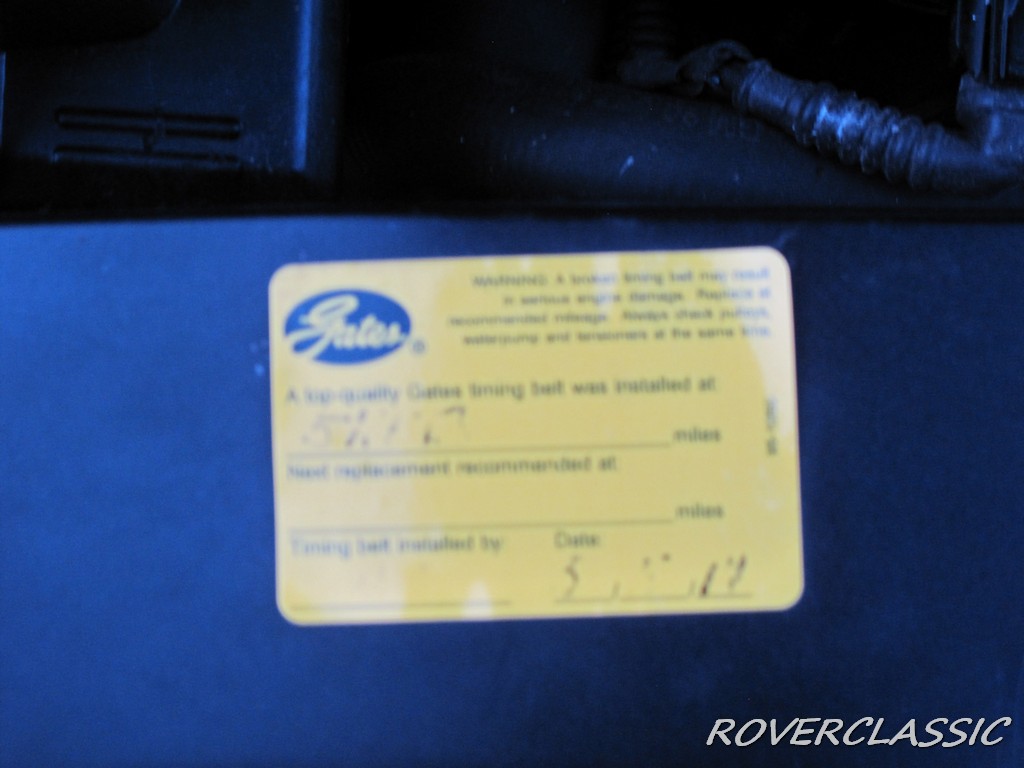 WARNING: A broken timing belt may result
in serious engine damage. Replace at
recommended mileage. Always check pulleys,
waterpump and tensioners at the same time.
Gates ®
A top-quality Gates timing belt was installed at:
miles
Next replacement recommended at:
miles
Timing belt installed by: Date:
ROVERCLASSIC